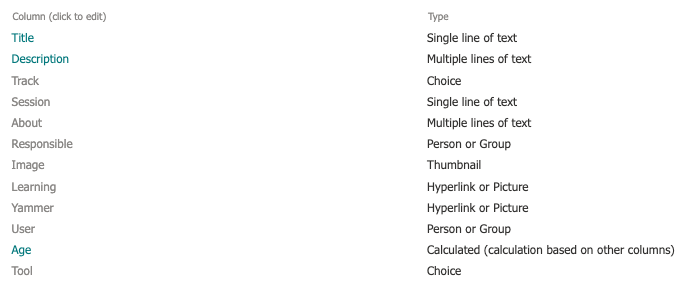 Column (click to edit) Type
Title Single line of text
Description Multiple lines of text
Track Choice
Session Single line of text
About Multiple lines of text
Responsible Person or Group
Image Thumbnail
Learning Hyperlink or Picture
Yammer Hyperlink or Picture
User Person or Group
Age Calculated (calculation based on other columns)
Tool Choice